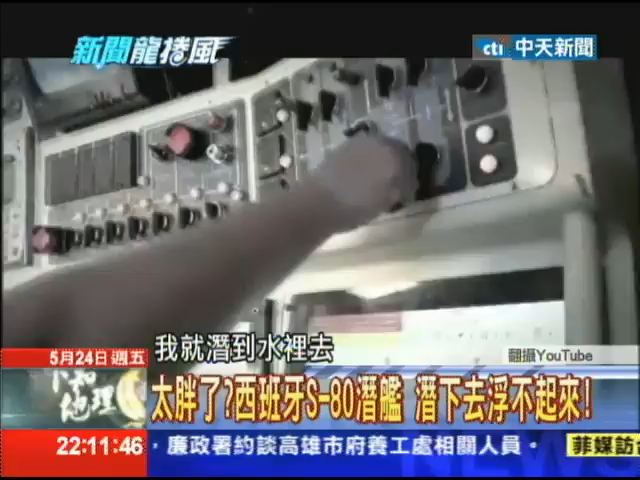 新聞龍捲風
cti 中天新聞
我就潛到水裡去
5月24日 週五
翻攝YouTube
太胖了?西班牙S-80潛艦 潛下去浮不起來!
22:11:46
，廉政署約談高雄市府養工處相關人員。
菲媒訪台
NEWS